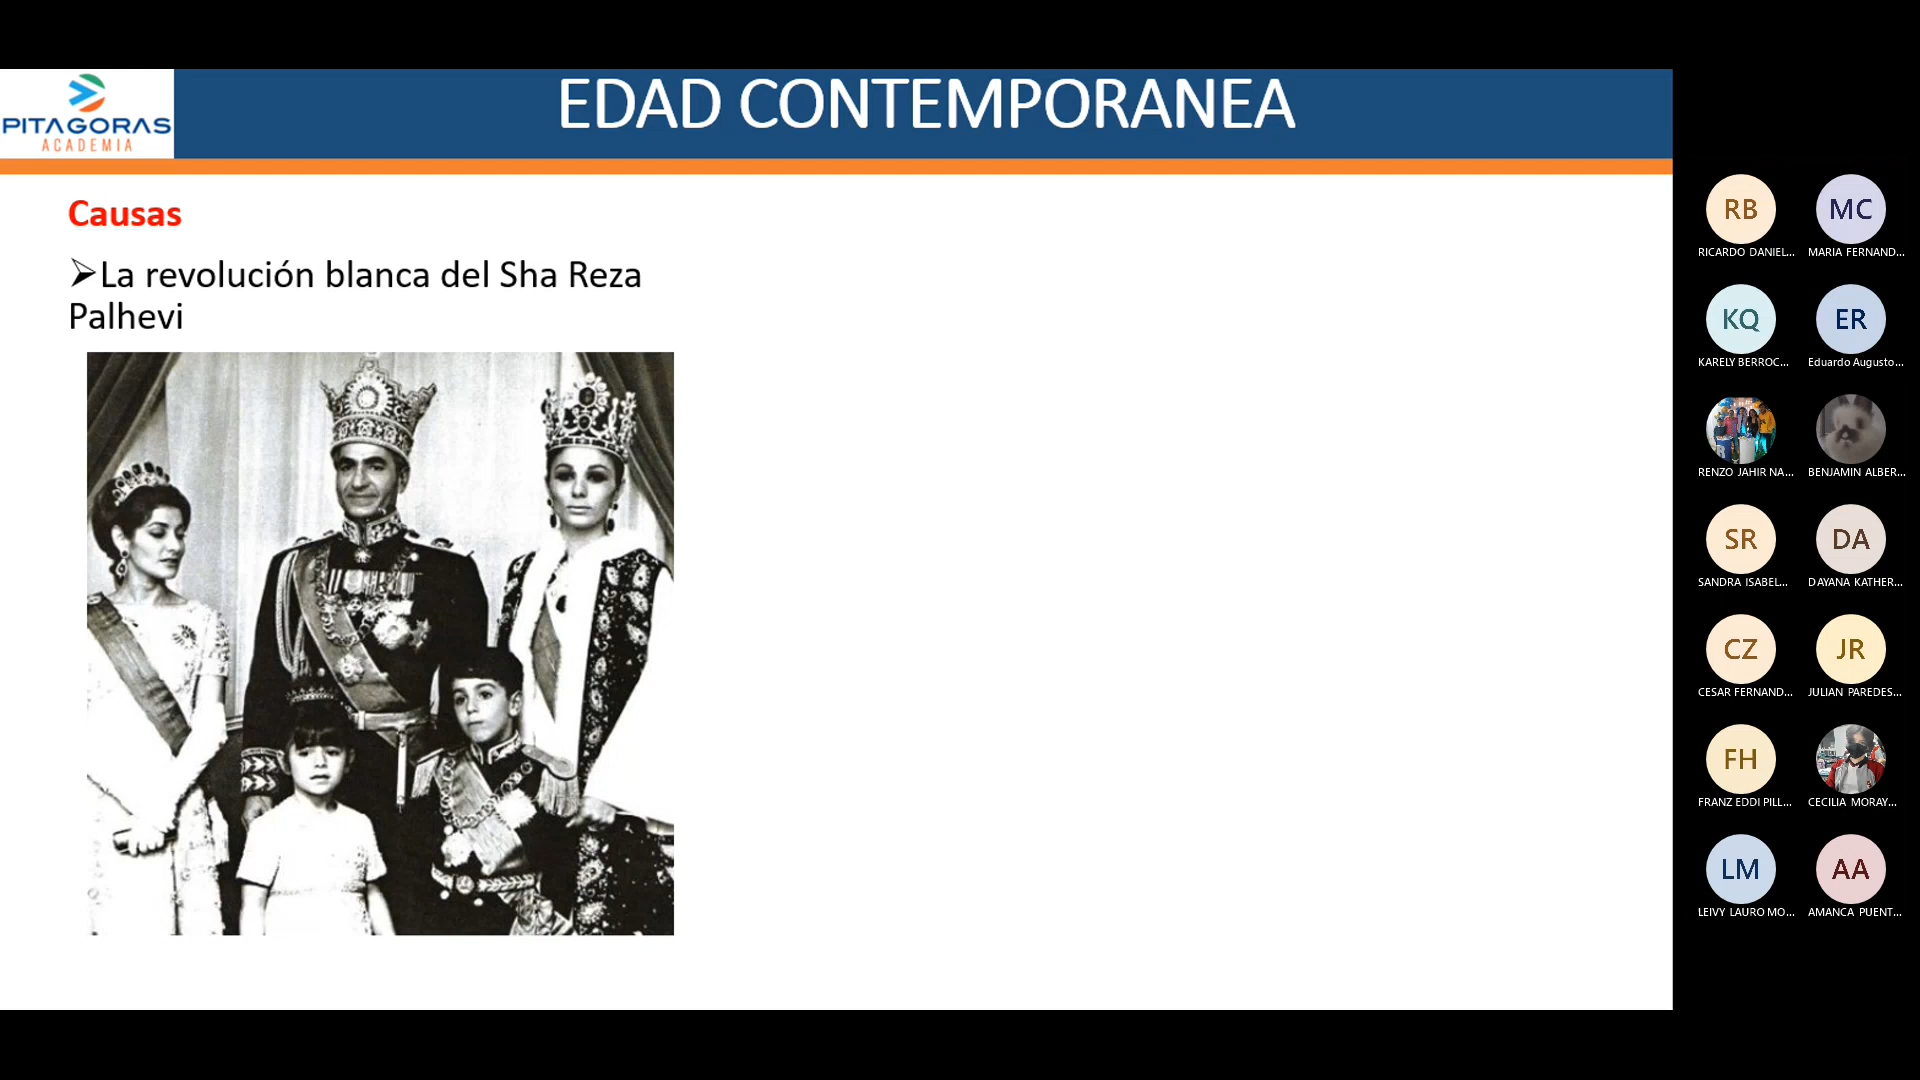 PITAGORAS
ACADEMIA
EDAD CONTEMPORANEA
Causas
➢La revolución blanca del Sha Reza
Palhevi
RB
RICARDO DANIEL...
MC
MARIA FERNAND...
KQ
KARELY BERROC...
ER
Eduardo Augusto...
RENZO JAHIR NA...
BENJAMIN ALBER...
SR
SANDRA ISABEL...
DA
DAYANA KATHER...
CZ
CESAR FERNAND...
JR
JULIAN PAREDES...
FH
FRANZ EDDI PILL...
CECILIA MORAY...
LM
LEIVY LAURO MO...
AA
AMANCA PUENT...